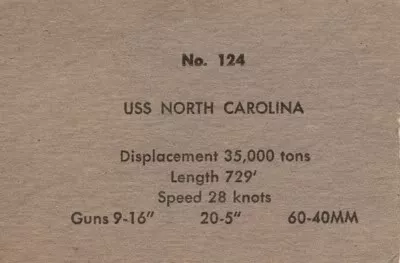 No. 124
USS NORTH CAROLINA
Displacement 35,000 tons
Length 729'
Speed 28 knots
Guns 9-16" 20-5" 60-40MM